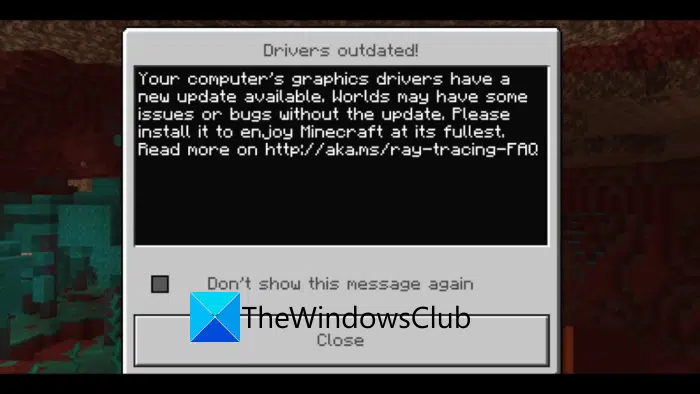 Drivers outdated!
Your computer's graphics drivers have a
new update available. Worlds may have some
issues or bugs without the update. Please
install it to enjoy Minecraft at its fullest.
Read more on http://aka.ms/ray-tracing-FAQ
Don't show this message again
TheWindowsClub
Close